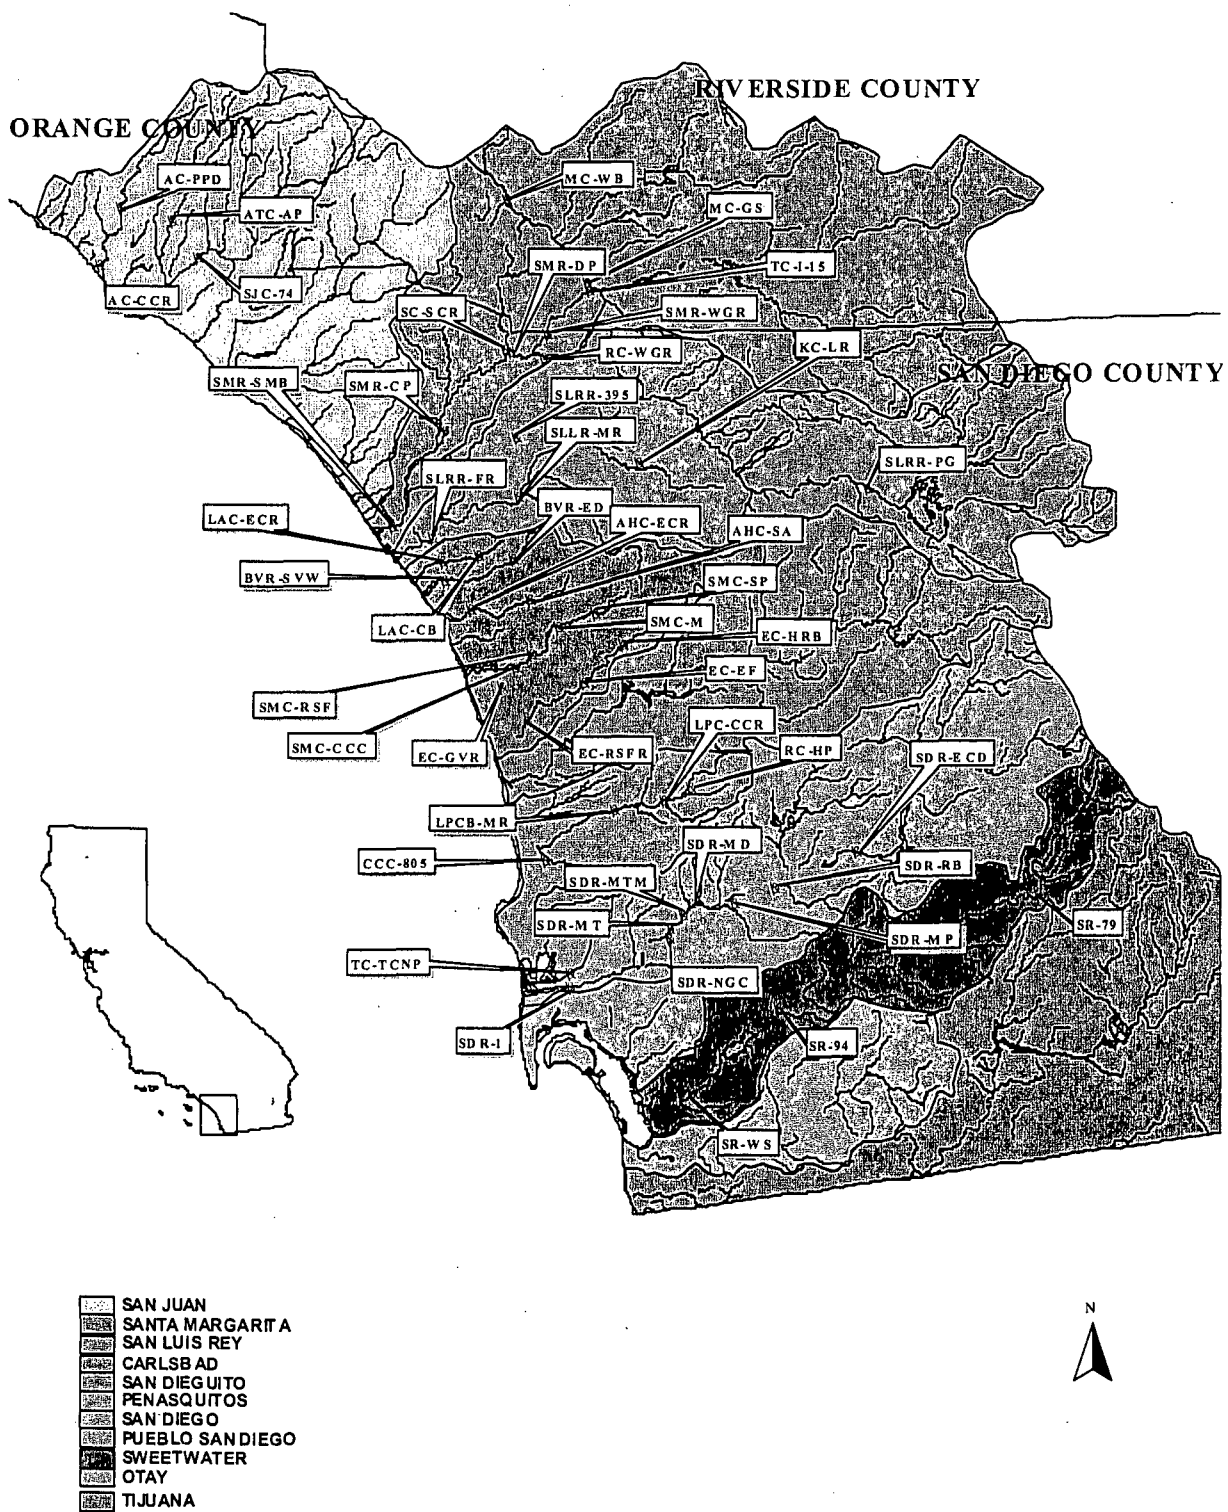 RIVERSIDE COUNTY
ORANGE COUNTY
AC-PPD
MC-WB
ATC-AP
MC-GS
SMR-DP
TC-I-15
AC-CCR
SJC-74
SC-SCR
SMR-WGR
RC-WGR
KC-LR
SAN DIEGO COUNTY
SMR-SMB
SMR-CP
SLRR-395
SLLR-MR
SLRR-PG
SLRR-FR
LAC-ECR
BVR-ED
AHC-ECR
AHC-SA
BVR-SVW
SMC-SP
LAC-CB
SMC-M
EC-HRB
EC-EF
SMC-RSF
SMC-CCC
EC-GVR
EC-RSFR
LPC-CCR
RC-HP
SDR-ECD
LPCB-MR
SDR-MD
CCC-805
SDR-MTM
SDR-RB
SDR-MT
SDR-MP
SR-79
TC-TCNP
SDR-NGC
SDR-I
SR-94
SR-WS
SAN JUAN
SANTA MARGARITA
SAN LUIS REY
CARLSBAD
SAN DIEGUITO
PENASQUITOS
SAN DIEGO
PUEBLO SAN DIEGO
SWEETWATER
OTAY
TIJUANA
N